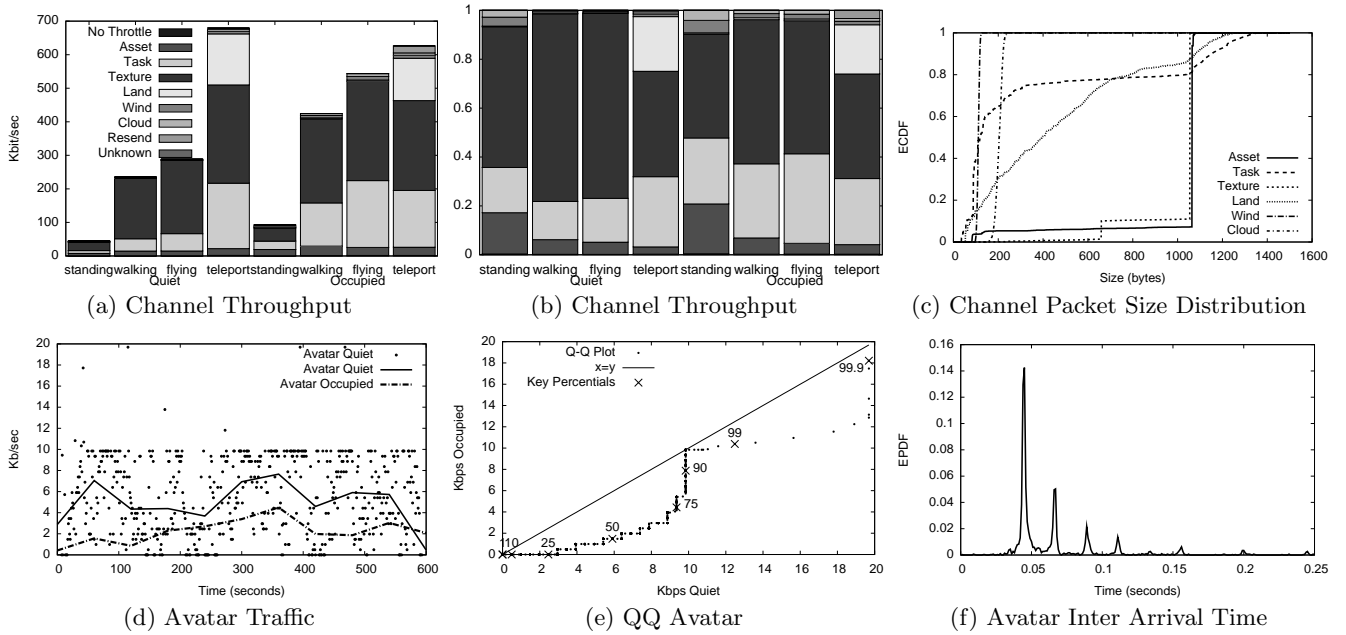 700
600
500
400
300
200
100
0
Kbit/sec
No Throttle
Asset
Task
Texture
Land
Wind
Cloud
Resend
Unknown
standing walking flying teleport standing walking flying teleport
Quiet Occupied
(a) Channel Throughput
1
0.8
0.6
0.4
0.2
0
standing walking flying teleport standing walking flying teleport
Quiet Occupied
(b) Channel Throughput
1
0.8
0.6
0.4
0.2
0
ECDF
Asset
Task
Texture
Land
Wind
Cloud
0 200 400 600 800 1000 1200 1400 1600
Size (bytes)
(c) Channel Packet Size Distribution
20
18
16
14
12
10
8
6
4
2
0
Kb/sec
Avatar Quiet
Avatar Quiet
Avatar Occupied
0 100 200 300 400 500 600
Time (seconds)
(d) Avatar Traffic
20
18
16
14
12
10
8
6
4
2
0
Kbps Occupied
Q-Q Plot
x=y
Key Percentials
99.9
99
90
75
50
25
110
0 2 4 6 8 10 12 14 16 18 20
Kbps Quiet
(e) QQ Avatar
0.16
0.14
0.12
0.1
0.08
0.06
0.04
0.02
0
EPDF
0 0.05 0.1 0.15 0.2 0.25
Time (seconds)
(f) Avatar Inter Arrival Time